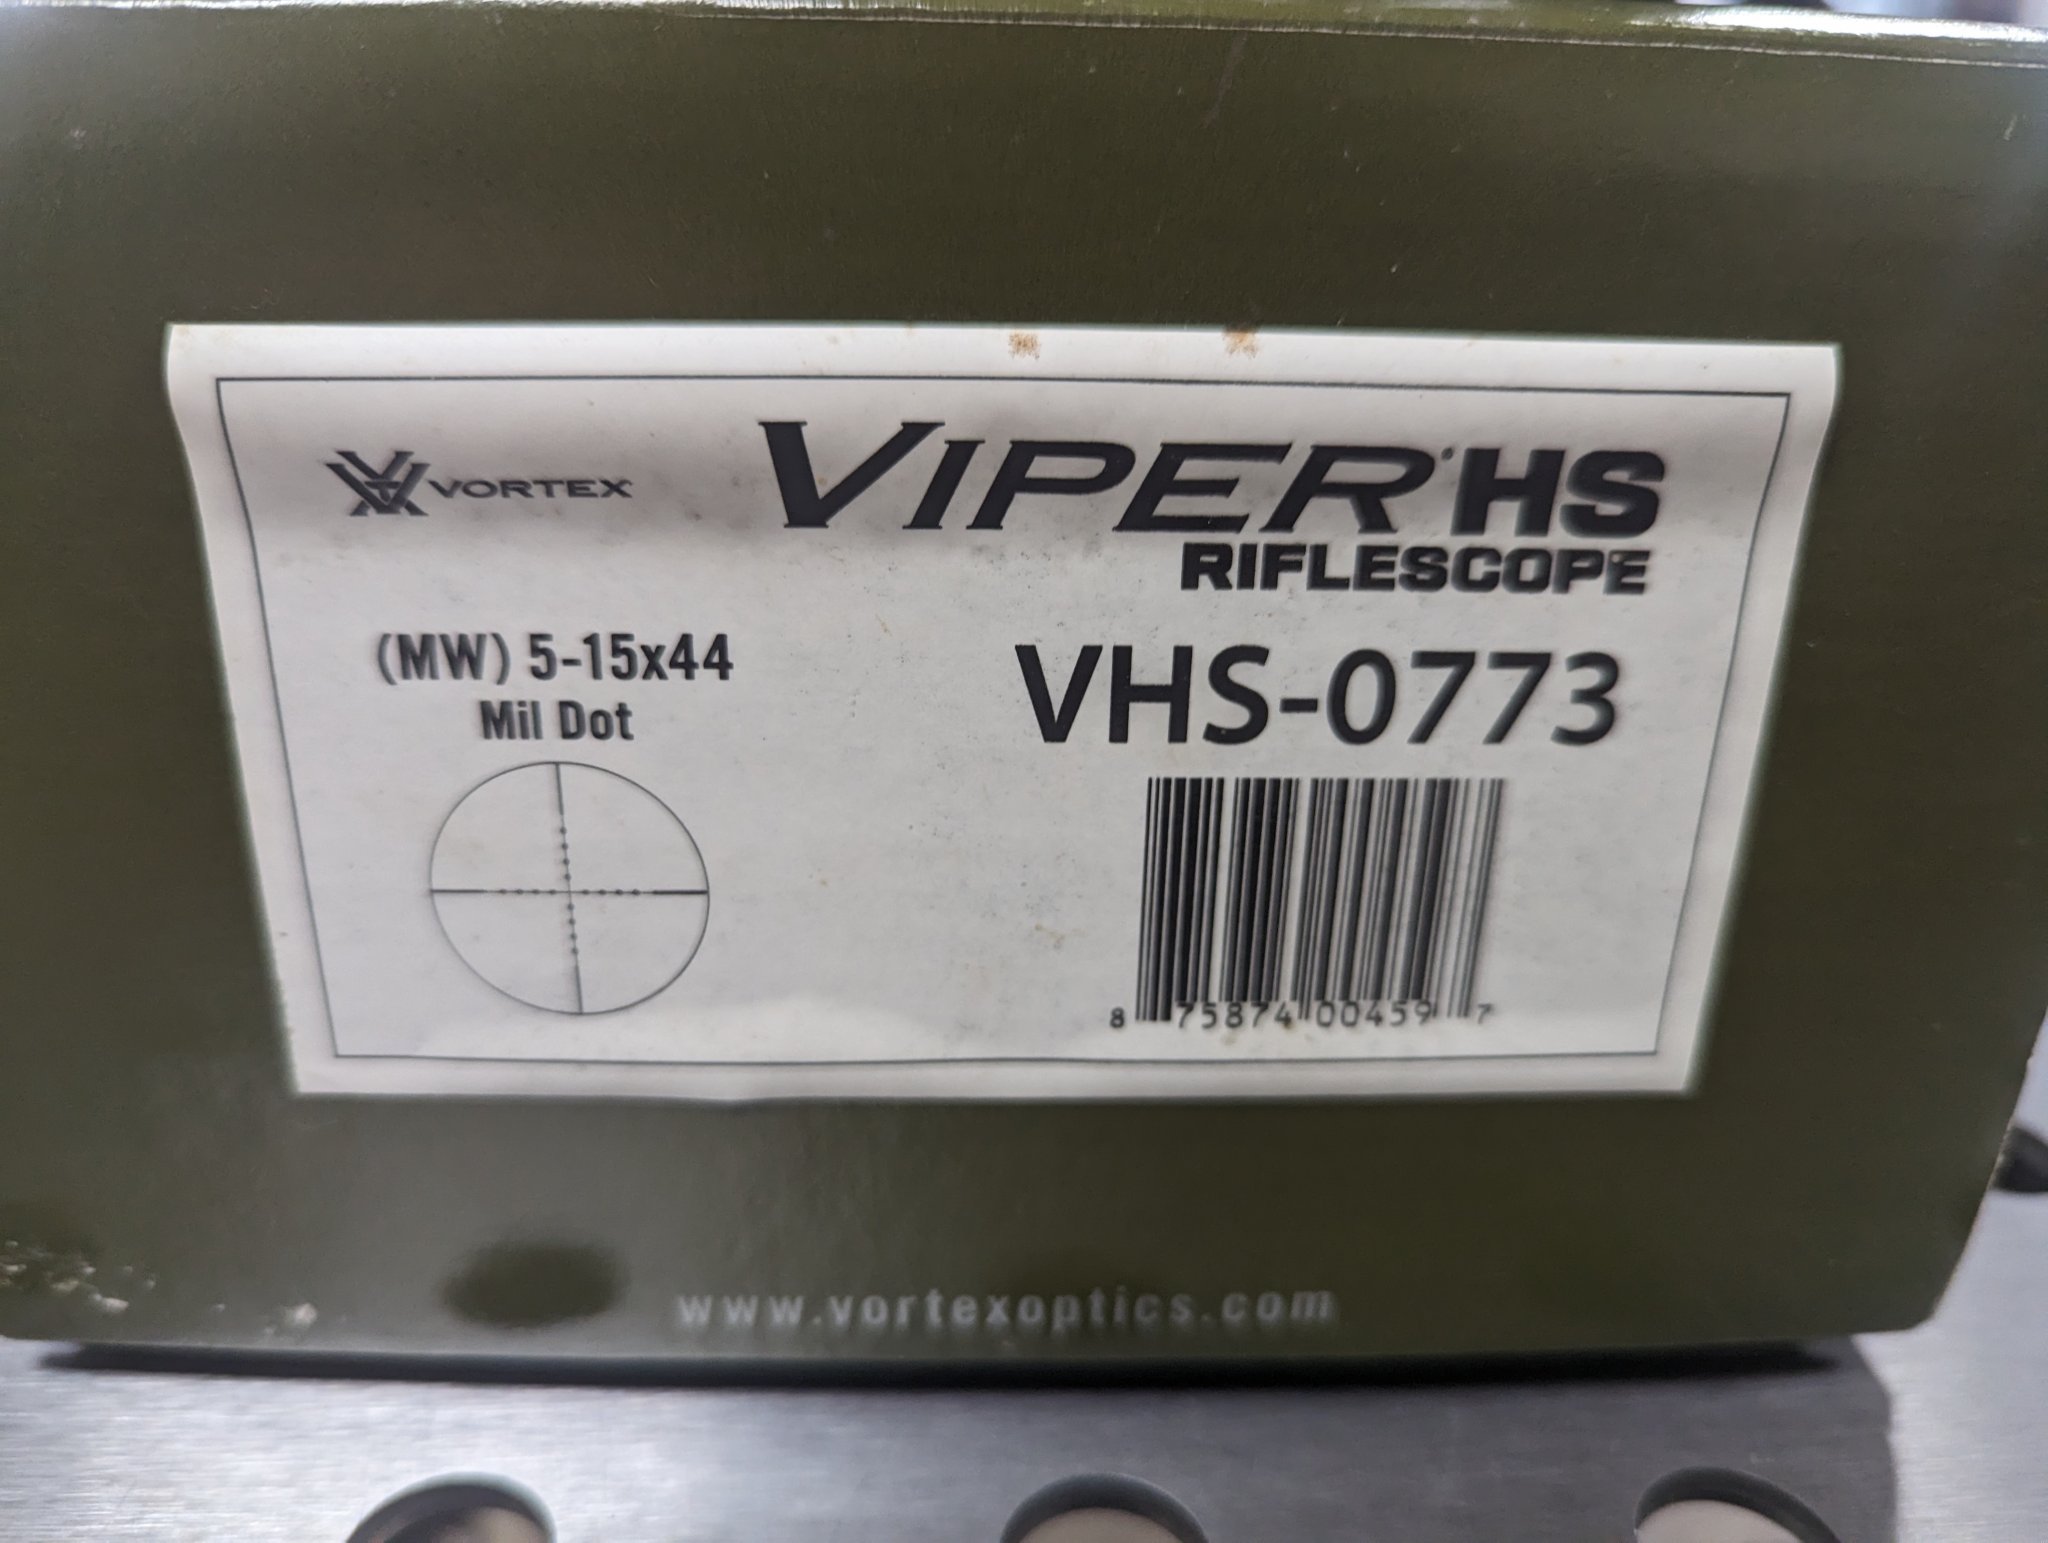 VORTEX
VIPER HS
RIFLESCOPE
(MW) 5-15x44
Mil Dot
VHS-0773
8 75874 00459 7
www.vortexoptics.com